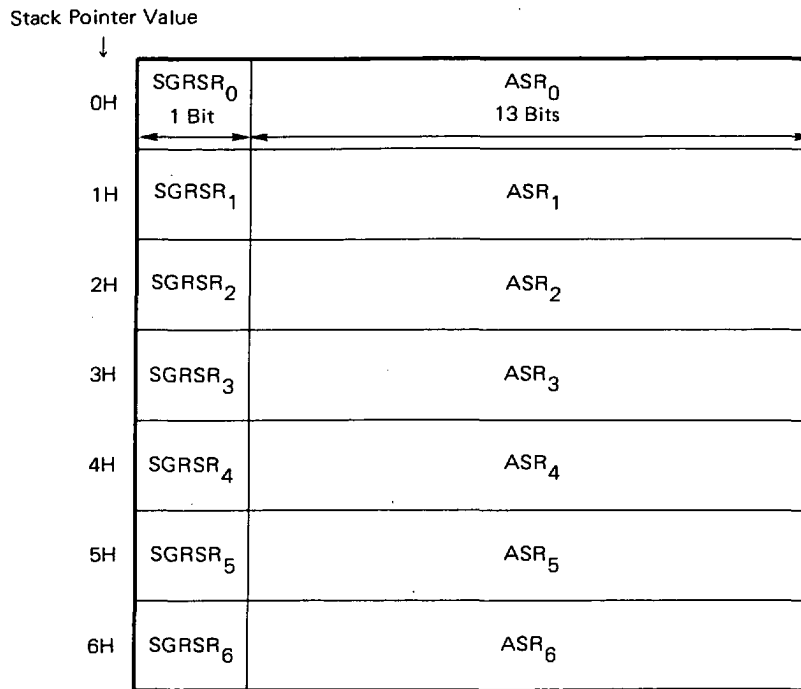 Stack Pointer Value
↓
0H SGRSR₀ ASR₀
1 Bit 13 Bits
1H SGRSR₁ ASR₁
2H SGRSR₂ ASR₂
3H SGRSR₃ ASR₃
4H SGRSR₄ ASR₄
5H SGRSR₅ ASR₅
6H SGRSR₆ ASR₆